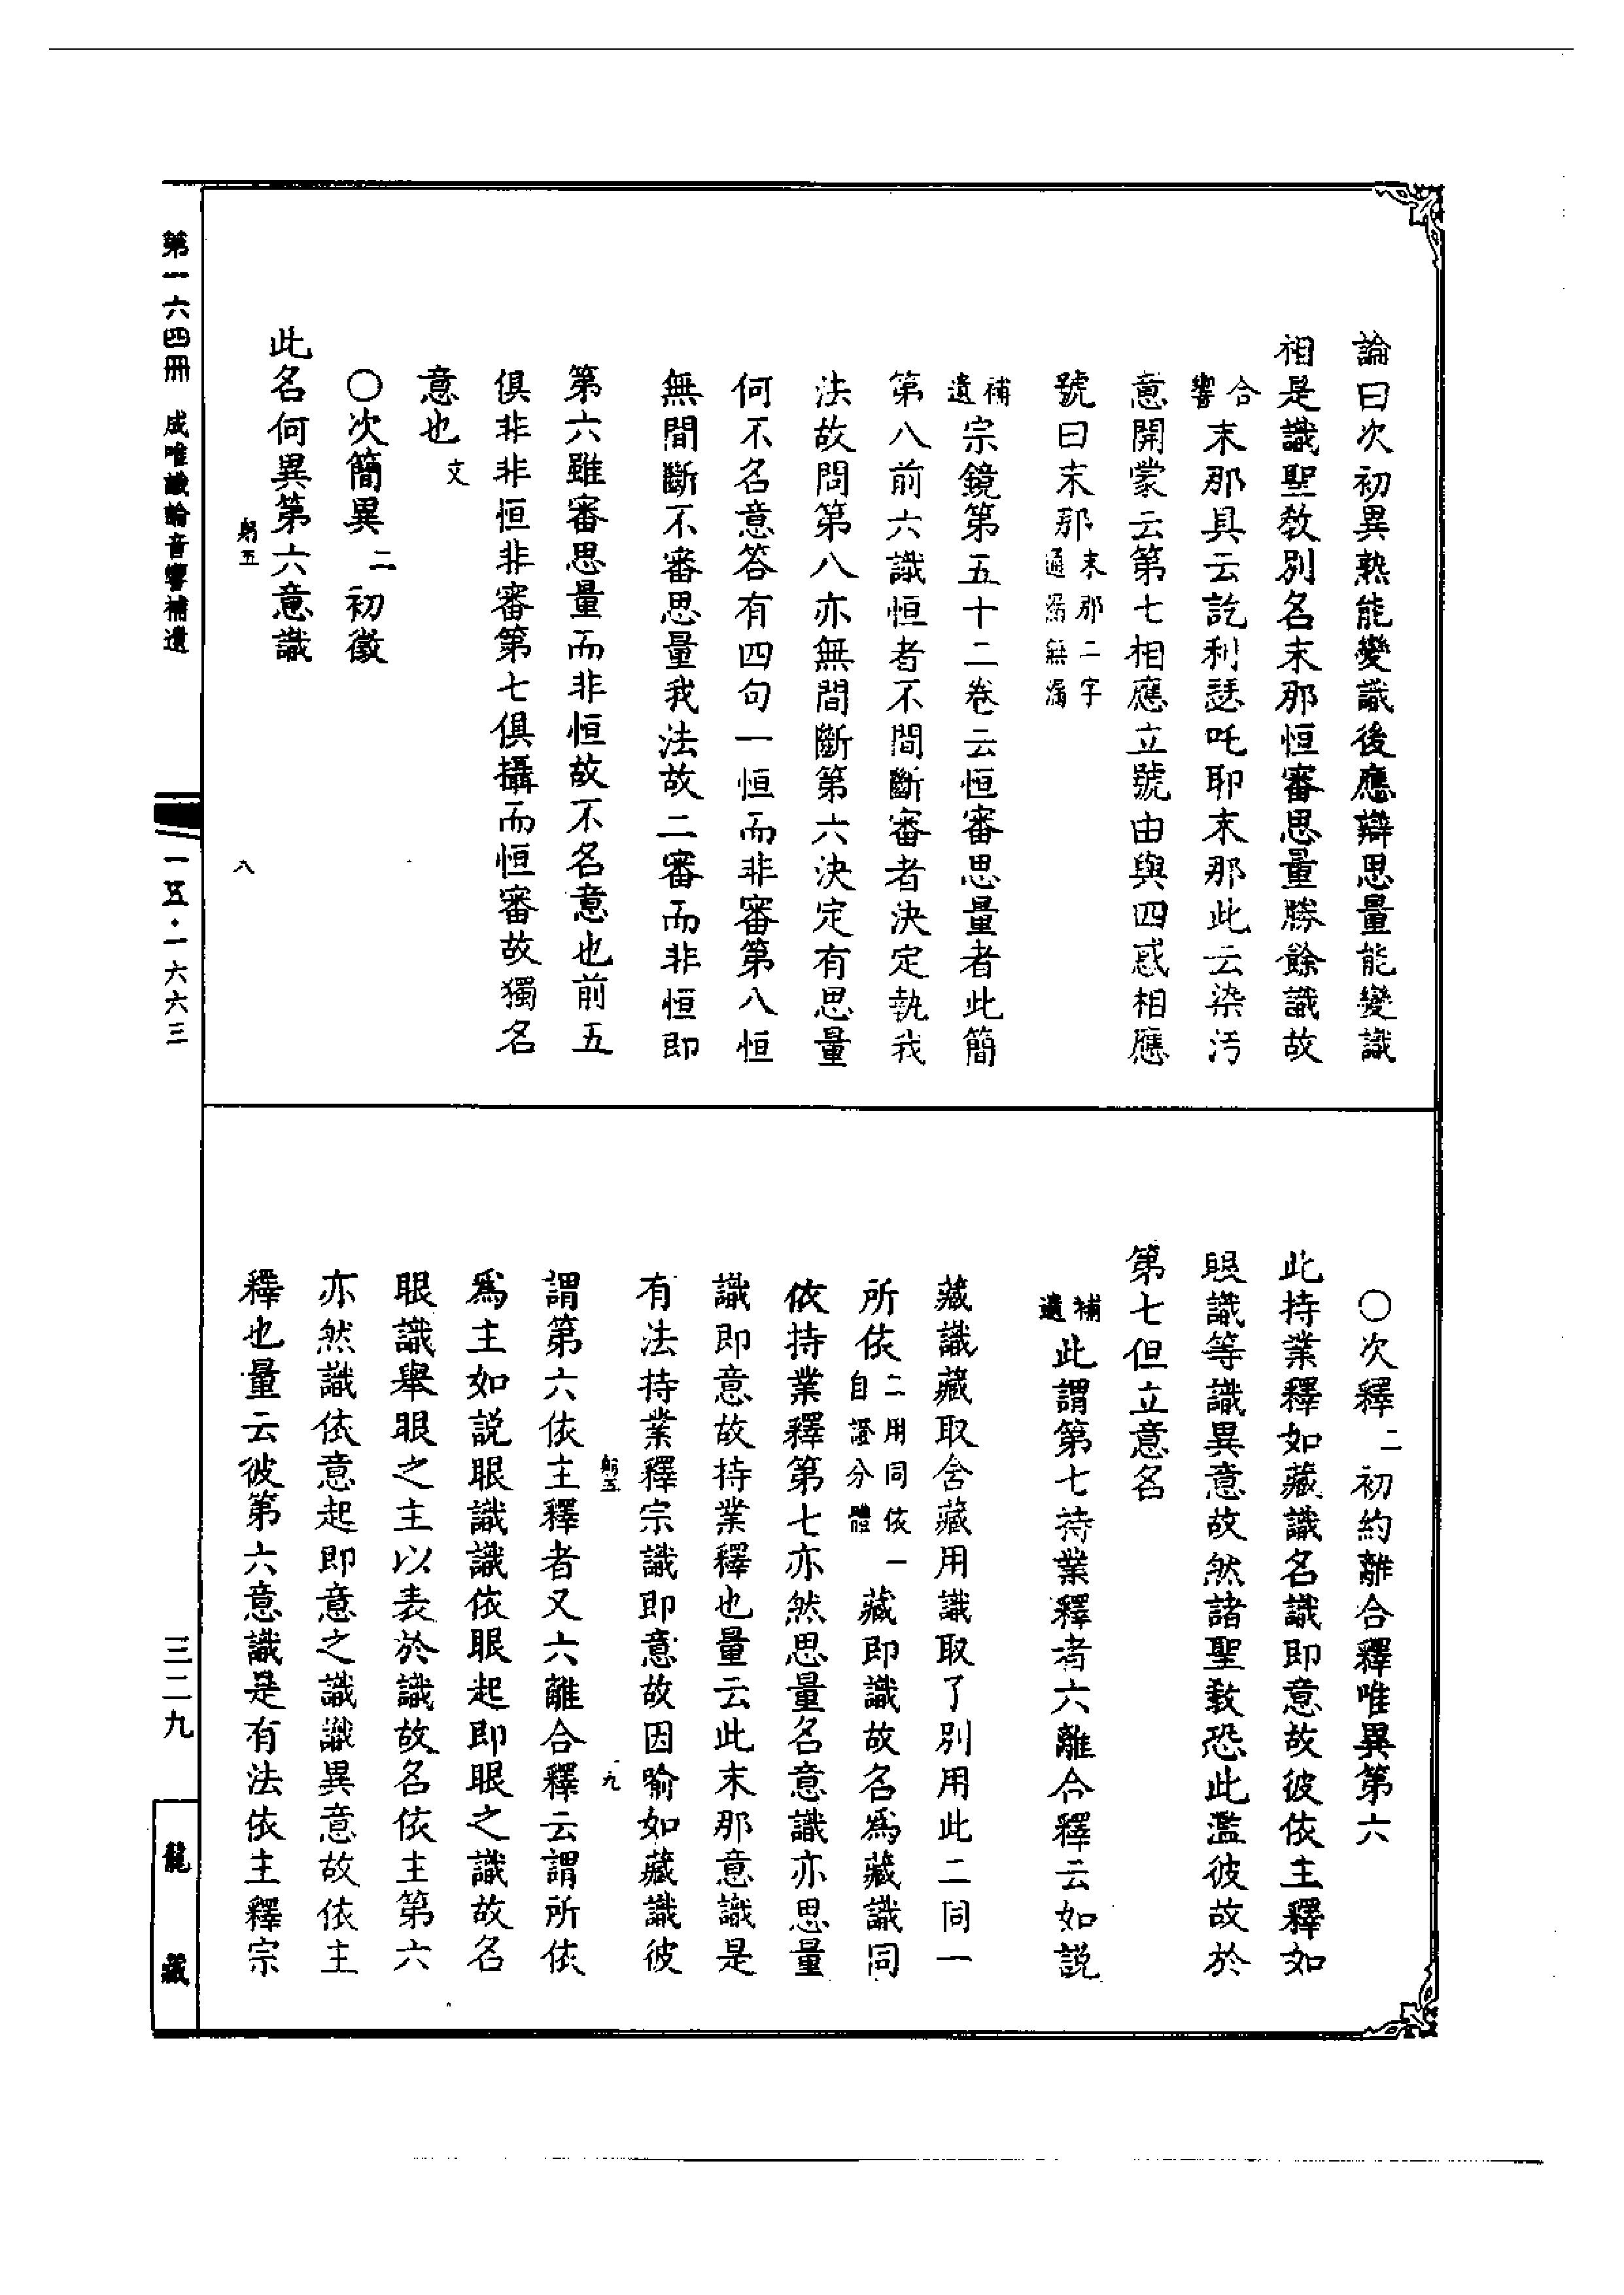 論曰次初異熟能變識後應辯思量能變識
相是識聖教別名末那恒審思量勝餘識故
合響末那具云訖利瑟吒耶末那此云染汚
意開蒙云第七相應立號由與四惑相應
號曰末那末那二字通漏無漏
補遺宗鏡第五十二卷云恒審思量者此簡
第八前六識恒者不間斷審者決定執我
法故問第八亦無間斷第六決定有思量
何不名意答有四句一恒而非審第八恒
無間斷不審思量我法故二審而非恒即
第六雖審思量而非恒故不名意也前五
俱非非恒非審第七俱攝而恒審故獨名
意也文
○次簡異二初徵
此名何異第六意識
躬五 八
○次釋二初約離合釋唯異第六
此持業釋如藏識名識即意故彼依主釋如
眼識等識異意故然諸聖教恐此濫彼故於
第七但立意名
補遺此謂第七持業釋者六離合釋云如說
藏識藏取含藏用識取了別用此二同一
所依二用同依自證分體一藏即識故名爲藏識同
依持業釋第七亦然思量名意識亦思量
識即意故持業釋也量云此末那意識是
有法持業釋宗識即意故因喻如藏識彼
躬五 九
謂第六依主釋者又六離合釋云謂所依
爲主如說眼識識依眼起即眼之識故名
眼識舉眼之主以表於識故名依主第六
亦然識依意起即意之識識異意故依主
釋也量云彼第六意識是有法依主釋宗
第一六四冊 成唯識論音響補遺
一五·一六六三
三二九
龍藏